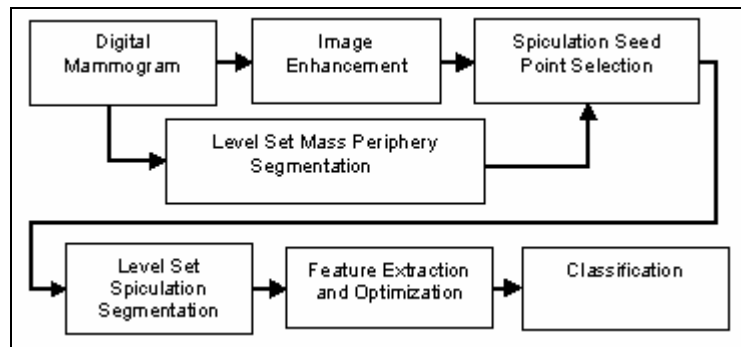 Digital
Mammogram
Image
Enhancement
Spiculation Seed
Point Selection
Level Set Mass Periphery
Segmentation
Level Set
Spiculation
Segmentation
Feature Extraction
and Optimization
Classification